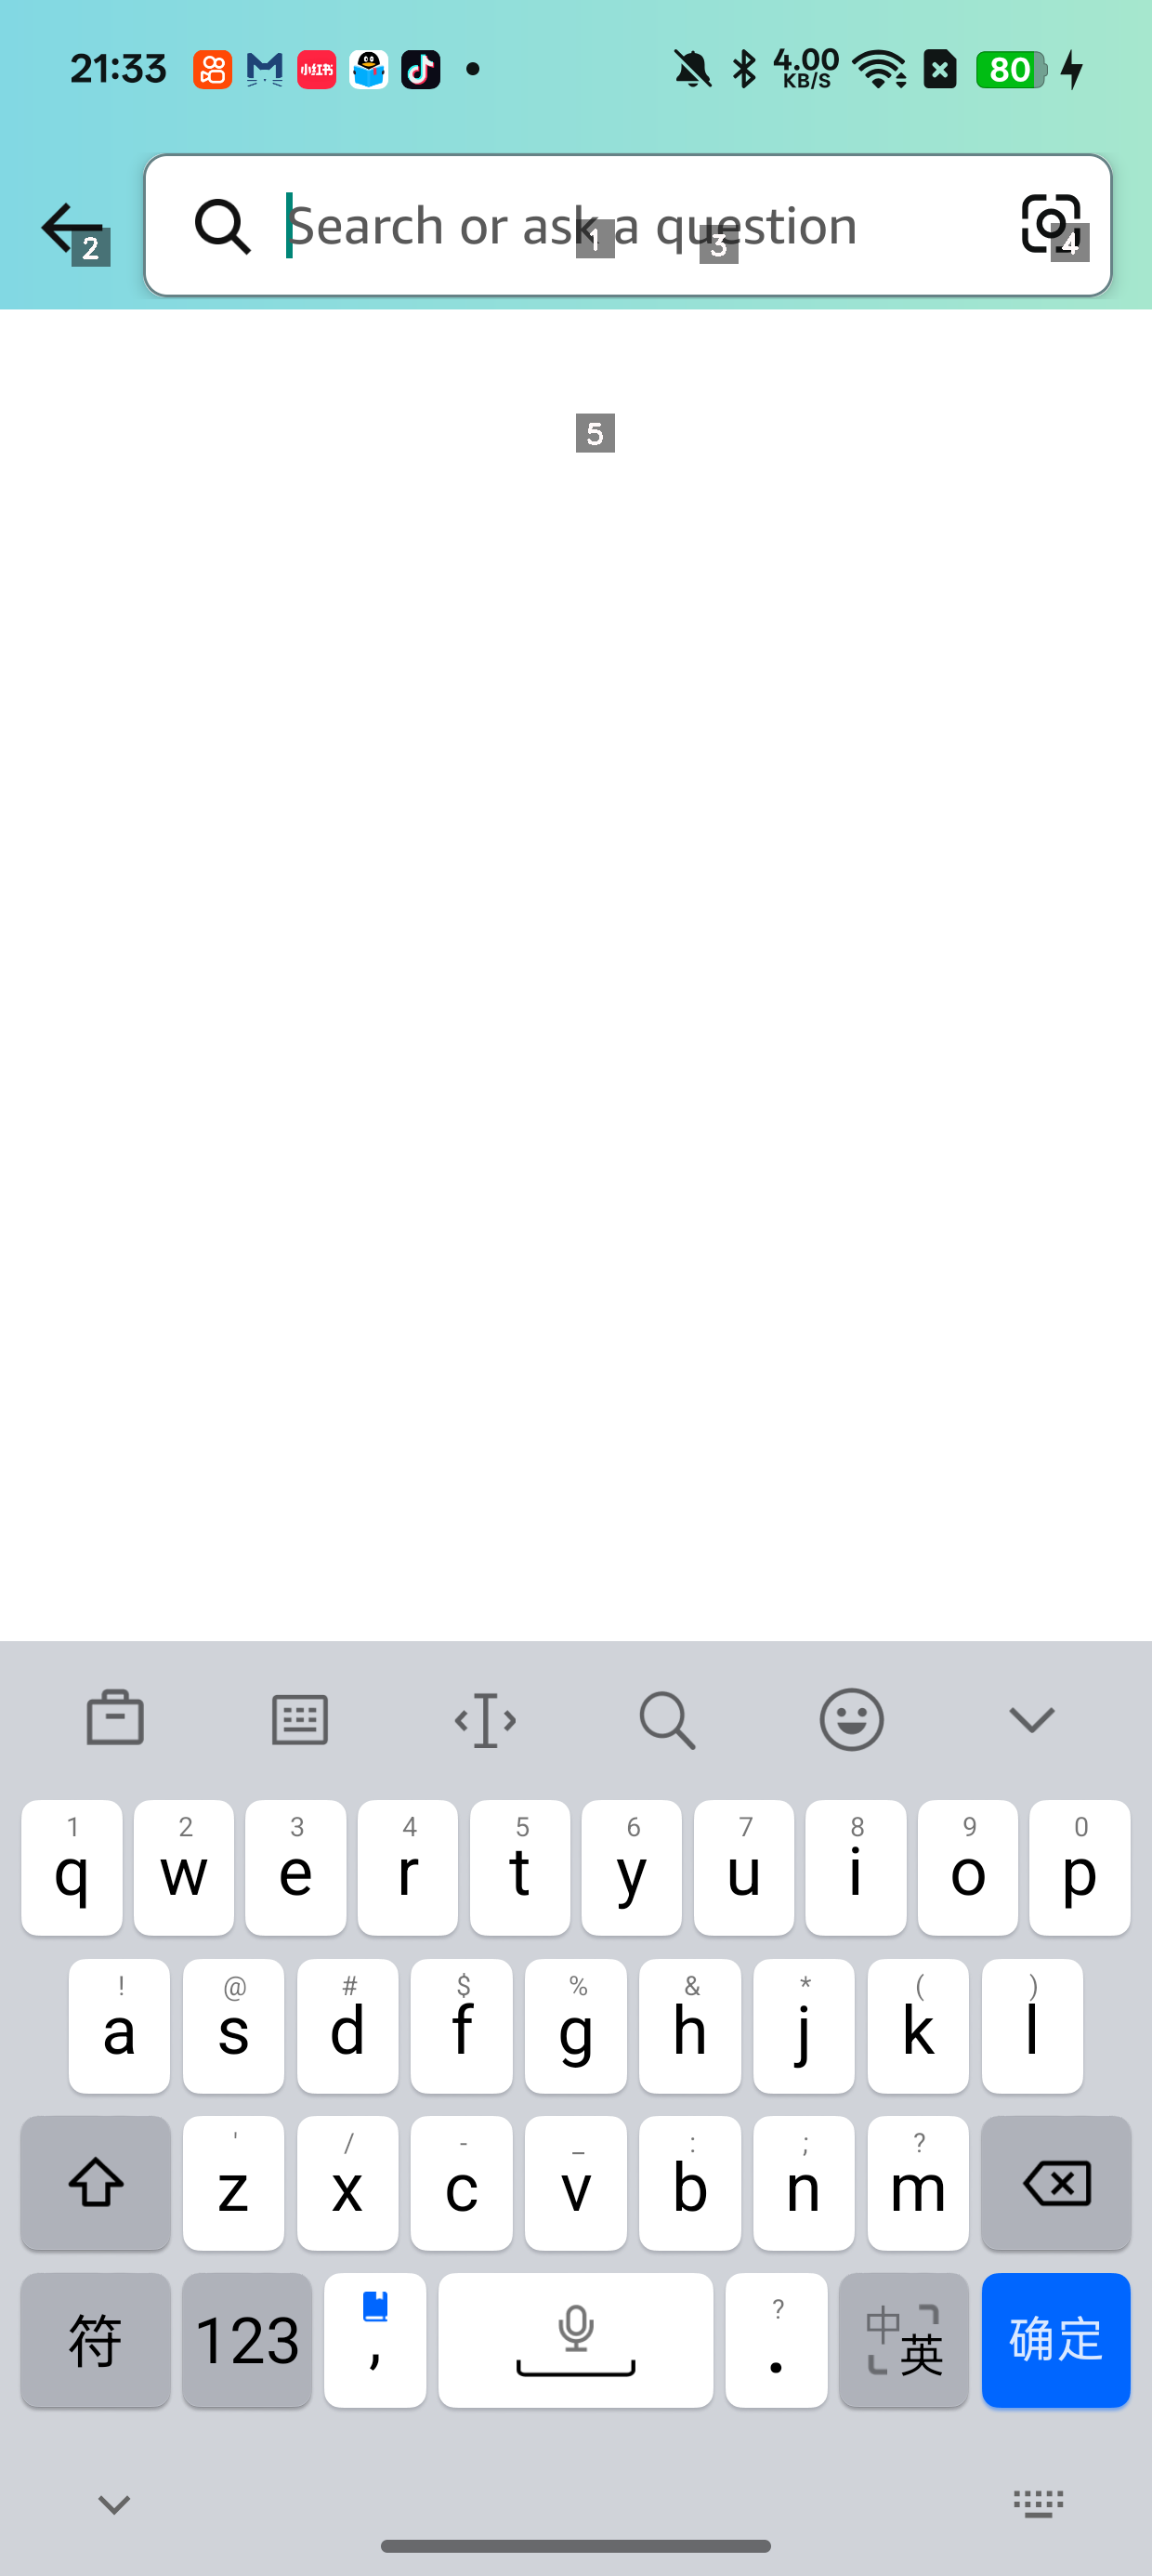 21:33 小红书 4.00 KB/S 80
2 Search or ask a question 1 3 4
5
1 2 3 4 5 6 7 8 9 0
q w e r t y u i o p
! @ # $ % & * ( )
a s d f g h j k l
' / - _ : ; ?
z x c v b n m
符 123 , ? . 中 英 确定